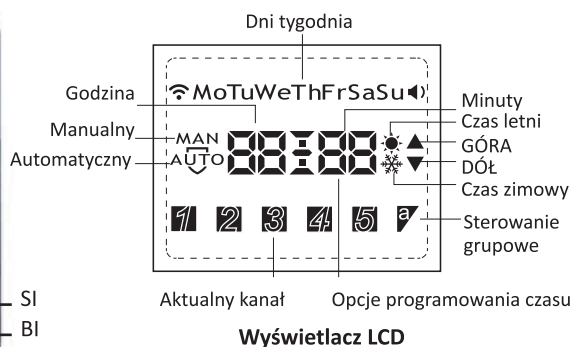 Dni tygodnia
MoTuWeThFrSaSu
Godzina
Manualny
Automatyczny
MAN
AUTO
88:88
Minuty
Czas letni
GÓRA
DÓŁ
Czas zimowy
1 2 3 4 5 a
Sterowanie
grupowe
SI
BI
Aktualny kanał
Opcje programowania czasu
Wyświetlacz LCD